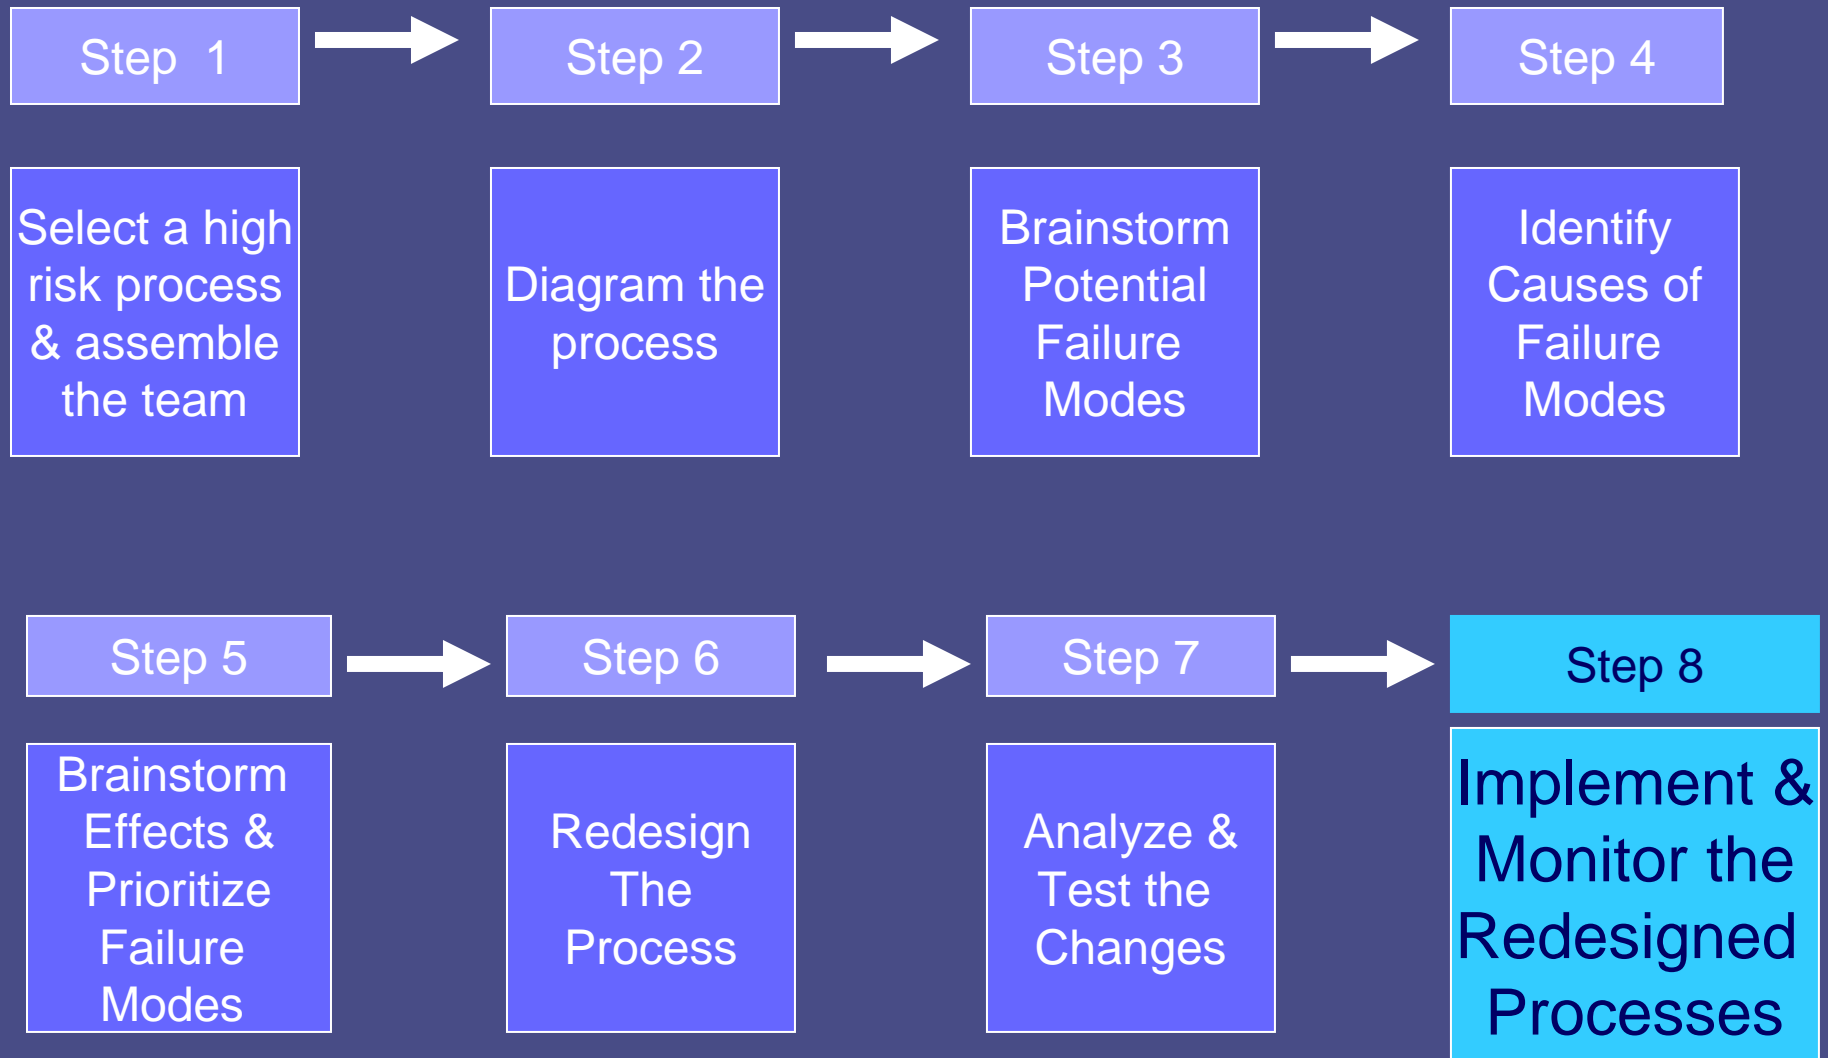 Step 1
Step 2
Step 3
Step 4
Select a high
risk process
& assemble
the team
Diagram the
process
Brainstorm
Potential
Failure
Modes
Identify
Causes of
Failure
Modes
Step 5
Step 6
Step 7
Step 8
Brainstorm
Effects &
Prioritize
Failure
Modes
Redesign
The
Process
Analyze &
Test the
Changes
Implement &
Monitor the
Redesigned
Processes